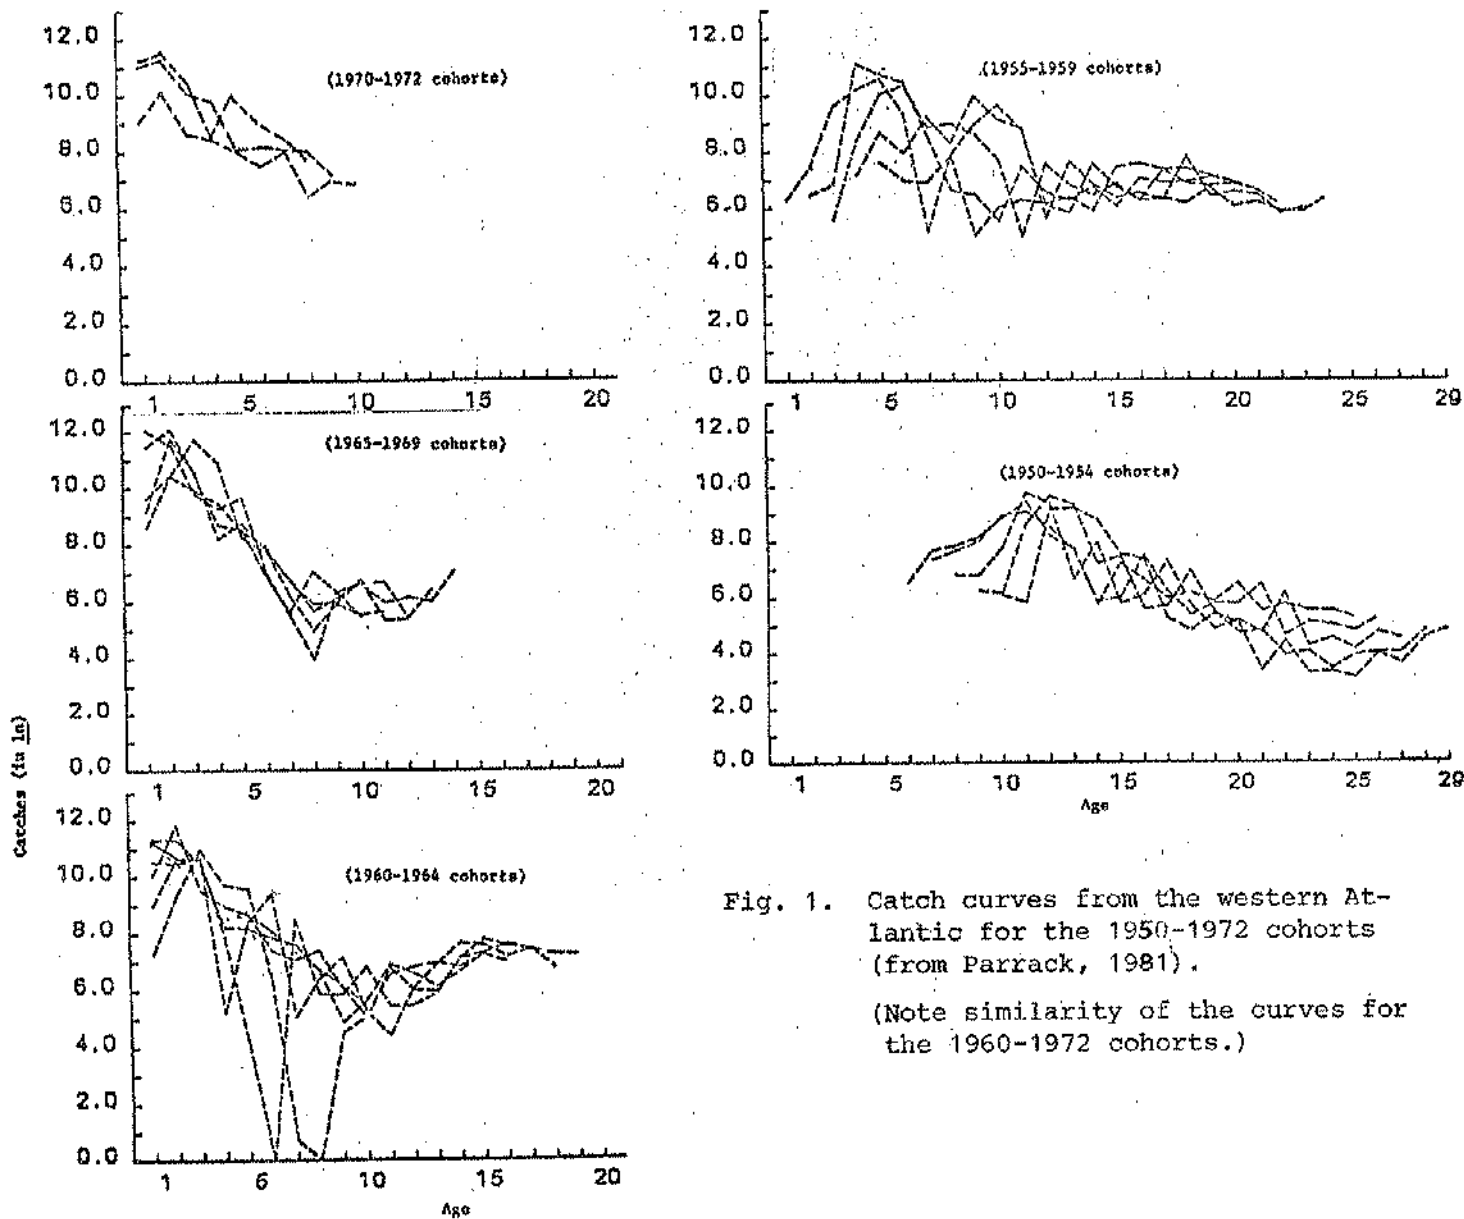 12.0
10.0
8.0
6.0
4.0
2.0
0.0
(1970-1972 cohorts)
1 5 10 15 20
12.0
10.0
8.0
6.0
4.0
2.0
0.0
(1955-1959 cohorts)
1 5 10 15 20 25 29
12.0
10.0
8.0
6.0
4.0
2.0
0.0
(1965-1969 cohorts)
1 5 10 15 20
12.0
10.0
8.0
6.0
4.0
2.0
0.0
(1950-1954 cohorts)
1 5 10 15 20 25 29
Age
Catches (in ln)
12.0
10.0
8.0
6.0
4.0
2.0
0.0
(1960-1964 cohorts)
1 6 10 15 20
Age
Fig. 1. Catch curves from the western At-
lantic for the 1950-1972 cohorts
(from Parrack, 1981).
(Note similarity of the curves for
the 1960-1972 cohorts.)